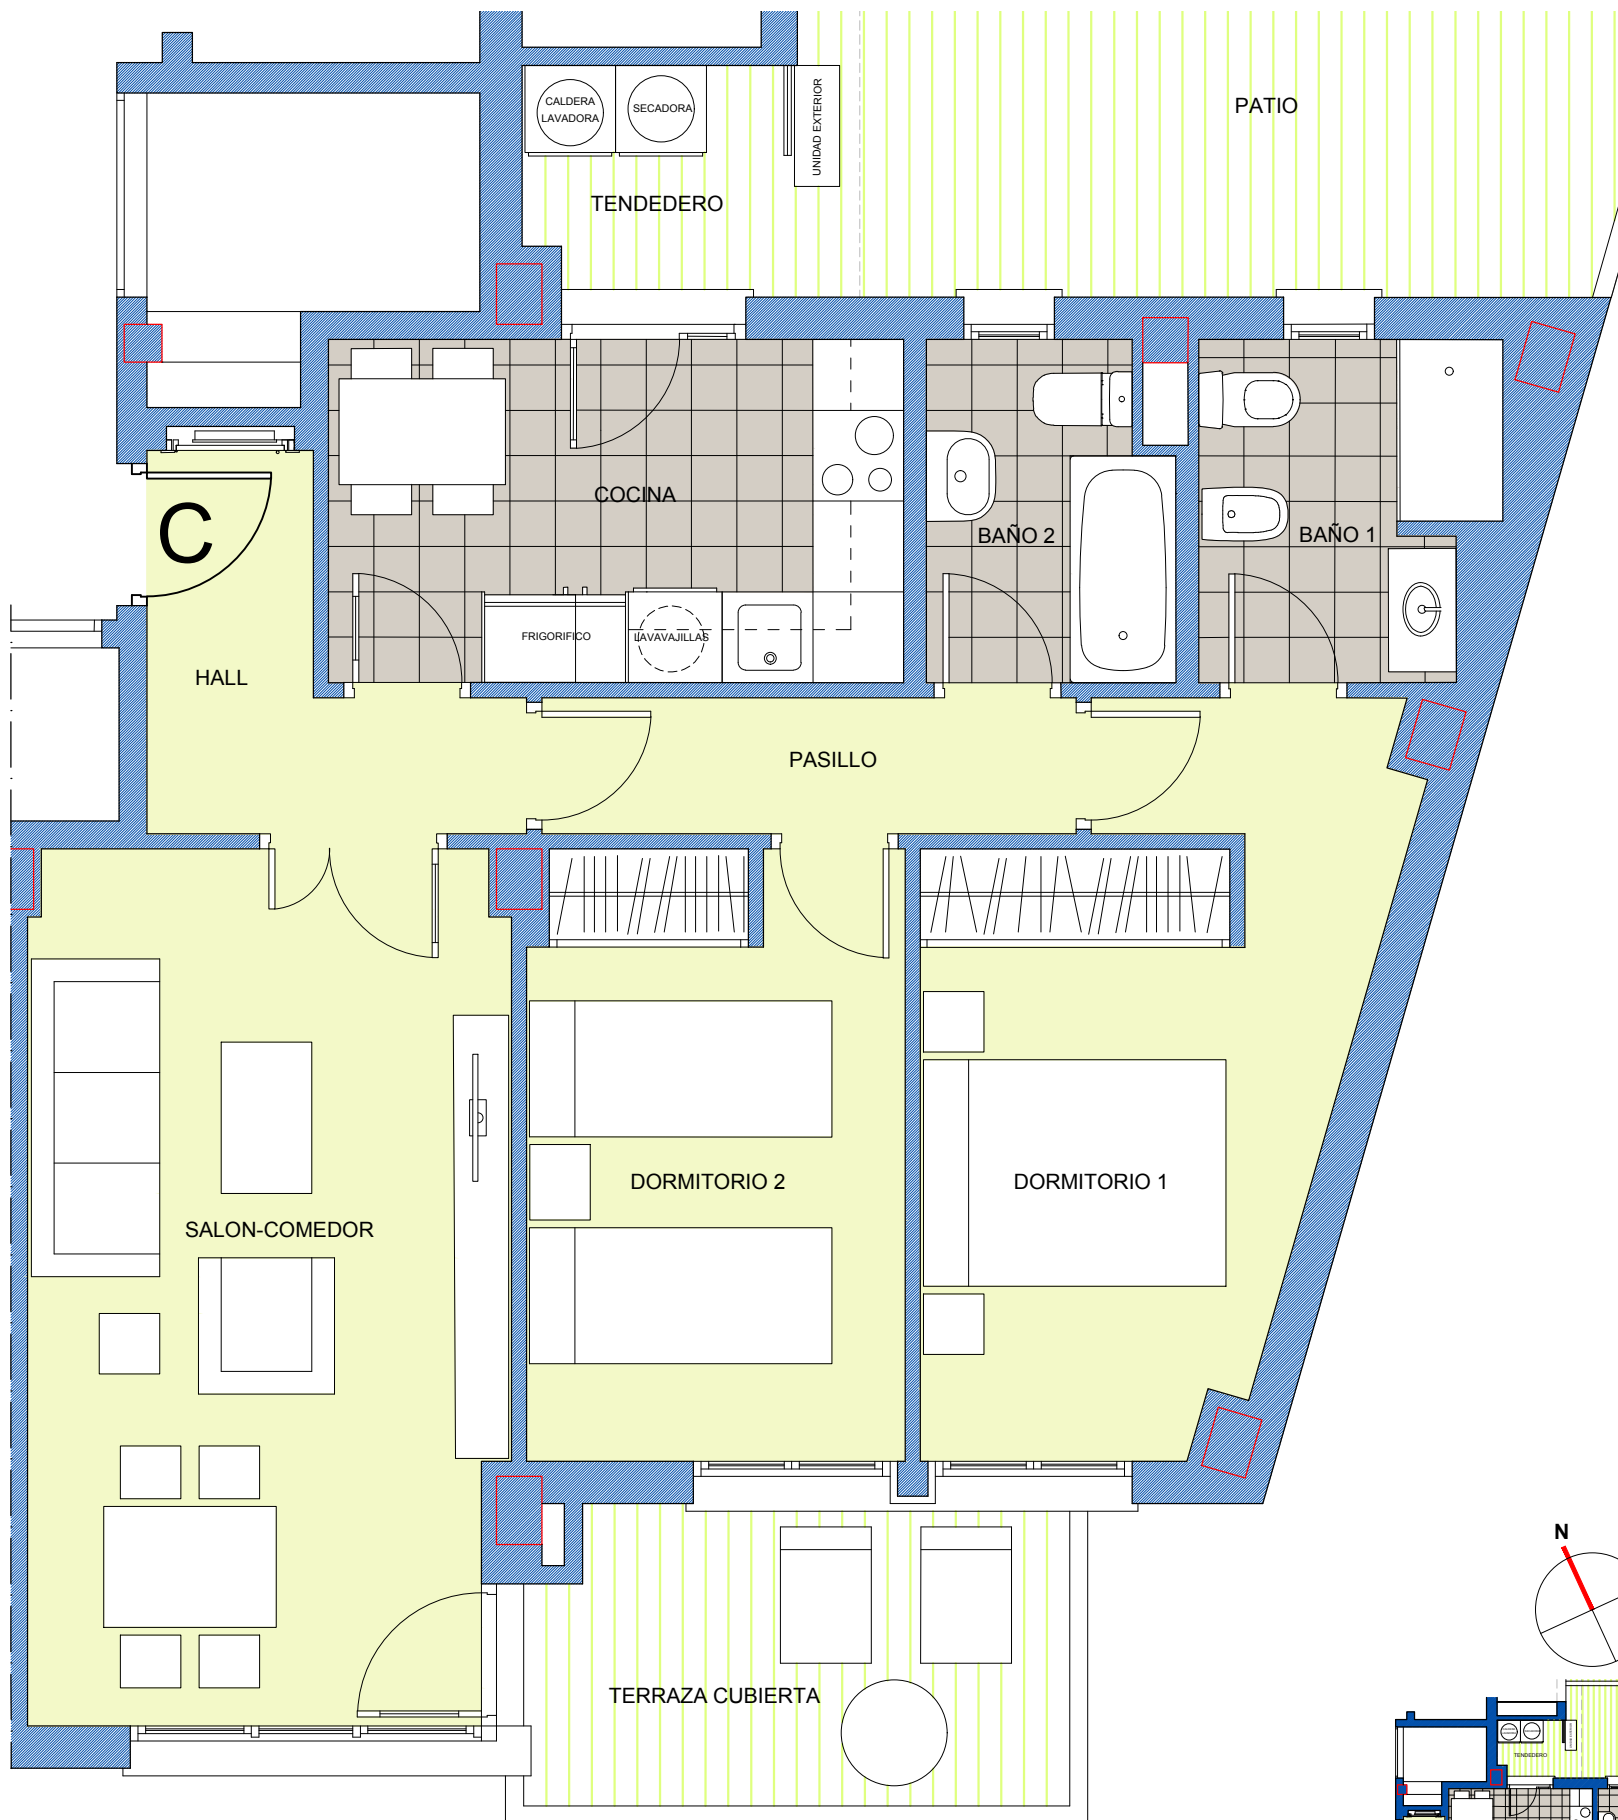 CALDERA
LAVADORA
SECADORA
UNIDAD EXTERIOR
PATIO
TENDEDERO
COCINA
C
BAÑO 2
BAÑO 1
FRIGORIFICO
LAVAVAJILLAS
HALL
PASILLO
DORMITORIO 2
DORMITORIO 1
SALON-COMEDOR
N
TERRAZA CUBIERTA
TENDEDERO